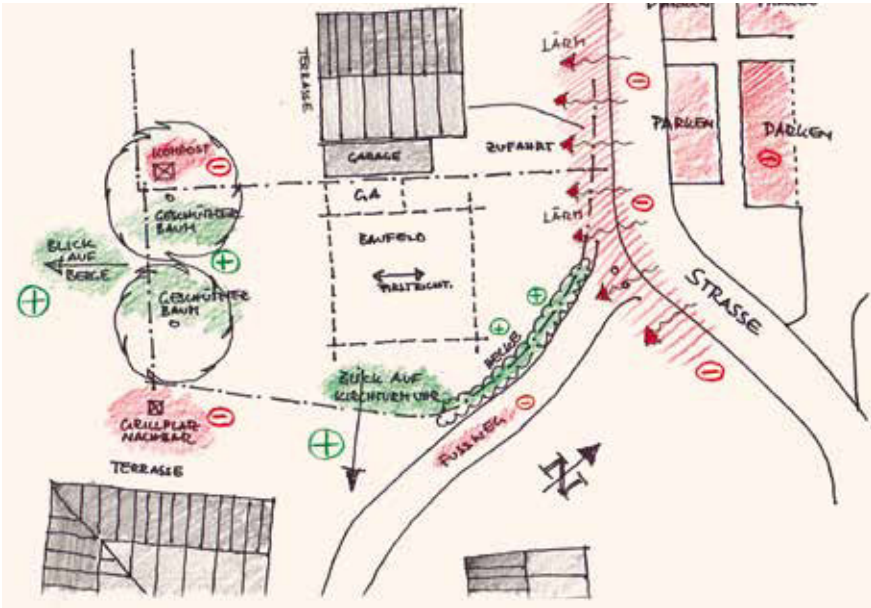 TERRASSE
LÄRM
PARKEN
PARKEN
KOMPOST
GARAGE
ZUFAHRT
GA
GESCHÜTZTER
BAUM
LÄRM
BAUFELD
BLICK
AUF
BERGE
FIRSTRICHT.
GESCHÜTZTER
BAUM
STRASSE
HECKE
BLICK AUF
KIRCHTURMUHR
GRILLPLATZ
NACHBAR
FUSSWEG
TERRASSE
N